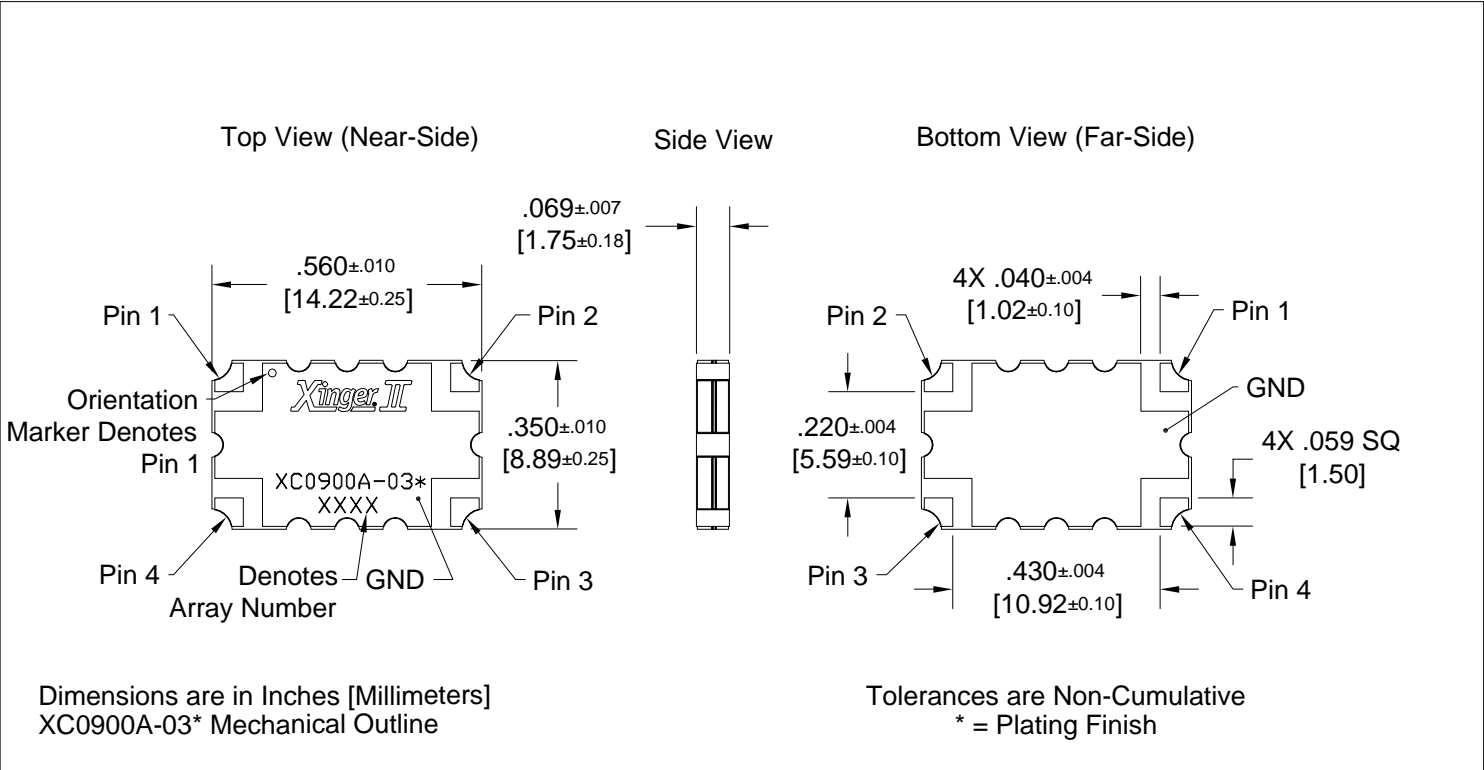 Top View (Near-Side)
Side View
Bottom View (Far-Side)
.069±.007
[1.75±0.18]
.560±.010
[14.22±0.25]
4X .040±.004
[1.02±0.10]
Pin 1
Pin 2
Pin 2
Pin 1
Orientation
Marker Denotes
Pin 1
Xinger II
.350±.010
[8.89±0.25]
XC0900A-03*
XXXX
.220±.004
[5.59±0.10]
GND
4X .059 SQ
[1.50]
Pin 4
Denotes
Array Number
GND
Pin 3
Pin 3
.430±.004
[10.92±0.10]
Pin 4
Dimensions are in Inches [Millimeters]
XC0900A-03* Mechanical Outline
Tolerances are Non-Cumulative
* = Plating Finish